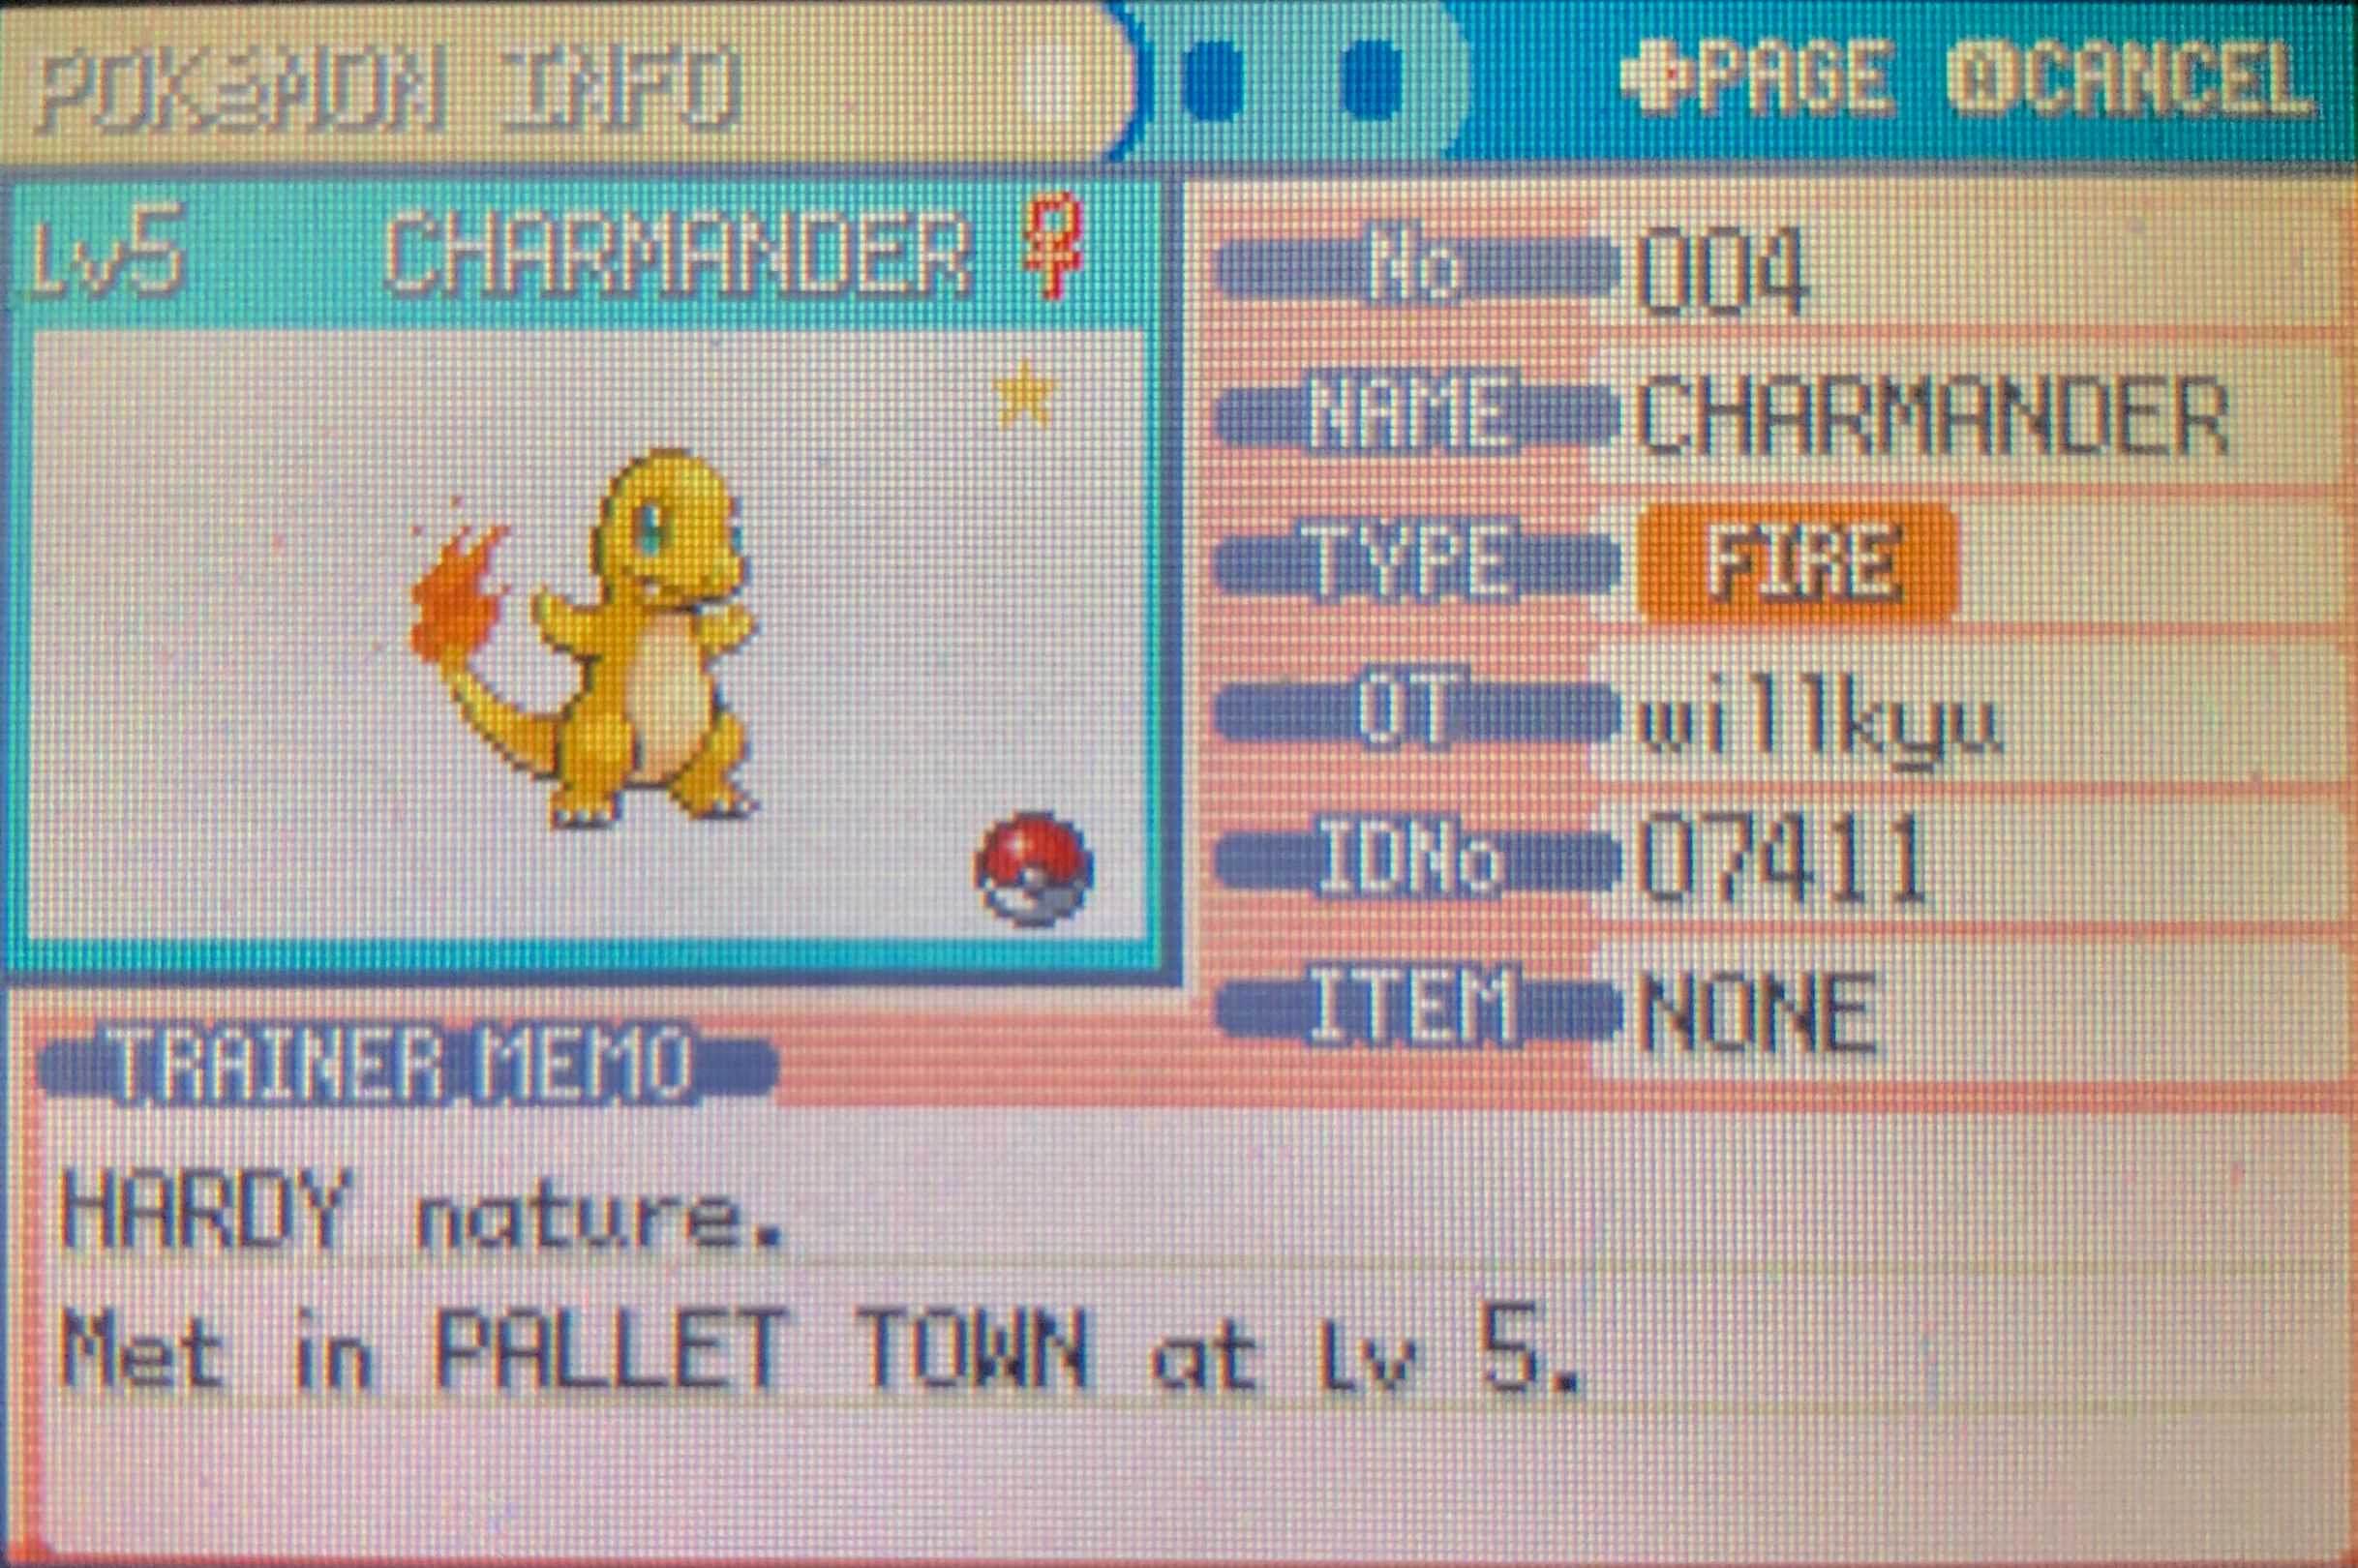 POKéMON INFO
PAGE ACANCEL
Lv5 CHARMANDER ♀
No 004
NAME CHARMANDER
TYPE FIRE
OT willkyu
IDNo 07411
ITEM NONE
TRAINER MEMO
HARDY nature.
Met in PALLET TOWN at Lv 5.